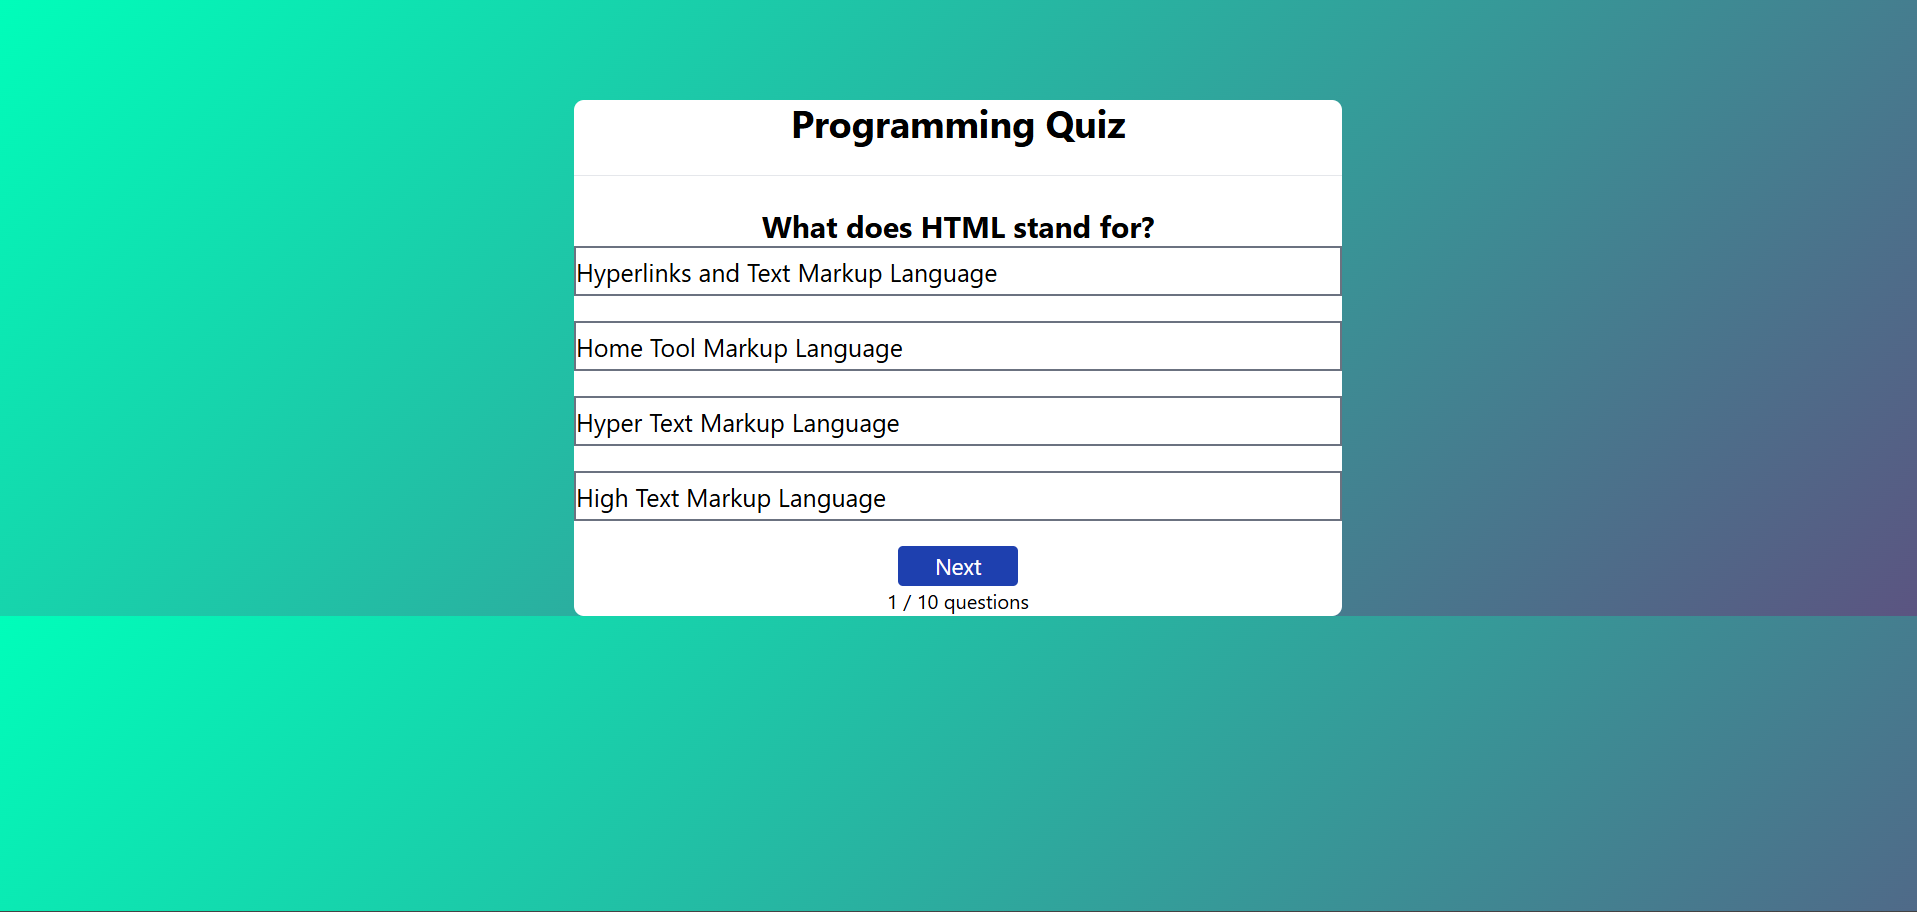 Programming Quiz
What does HTML stand for?
Hyperlinks and Text Markup Language
Home Tool Markup Language
Hyper Text Markup Language
High Text Markup Language
Next
1 / 10 questions